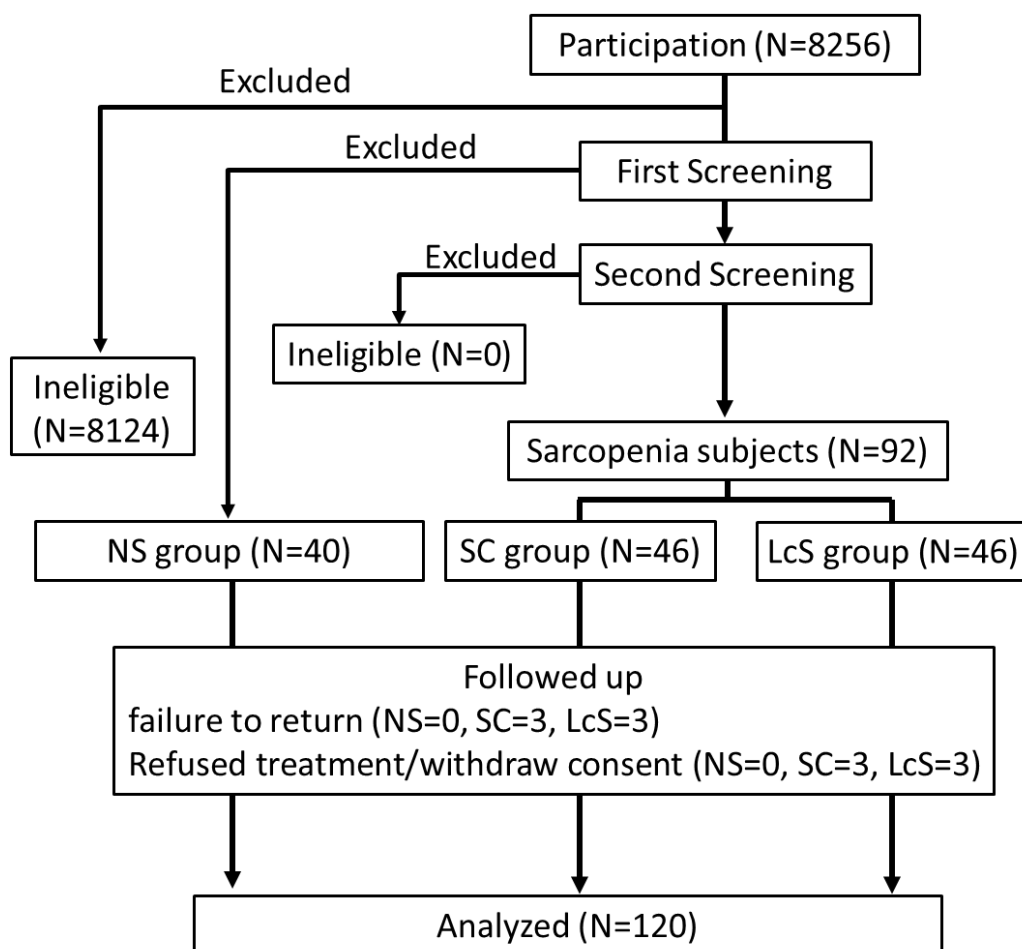 Participation (N=8256)
Excluded
Excluded
First Screening
Excluded
Second Screening
Ineligible (N=0)
Ineligible
(N=8124)
Sarcopenia subjects (N=92)
NS group (N=40)
SC group (N=46)
LcS group (N=46)
Followed up
failure to return (NS=0, SC=3, LcS=3)
Refused treatment/withdraw consent (NS=0, SC=3, LcS=3)
Analyzed (N=120)